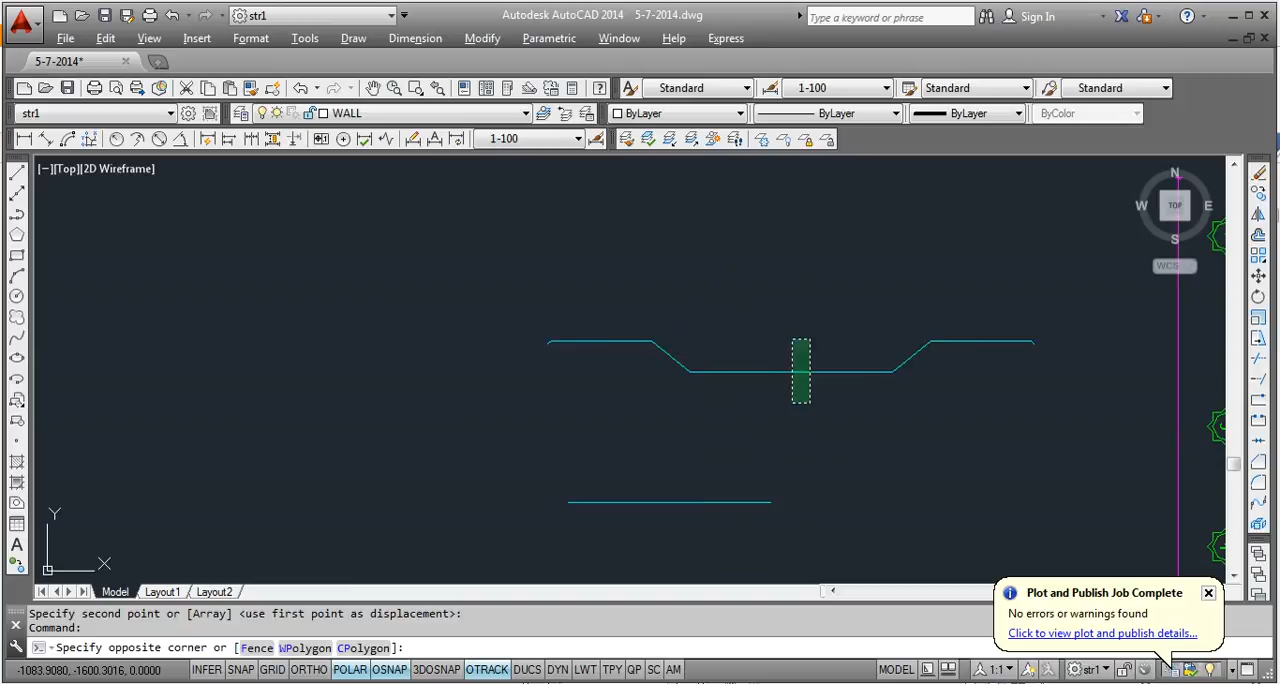 str1
Autodesk AutoCAD 2014 5-7-2014.dwg
Type a keyword or phrase
Sign In
File Edit View Insert Format Tools Draw Dimension Modify Parametric Window Help Express
5-7-2014*
Standard 1-100 Standard Standard
str1 WALL ByLayer ByLayer ByLayer ByColor
1-100
[−][Top][2D Wireframe]
N
W TOP E
S
WCS
Y
X
Model Layout1 Layout2
Plot and Publish Job Complete
No errors or warnings found
Click to view plot and publish details...
Specify second point or [Array] <use first point as displacement>:
Command:
Specify opposite corner or [Fence WPolygon CPolygon]:
-1083.9080, -1600.3016, 0.0000 INFER SNAP GRID ORTHO POLAR OSNAP 3DOSNAP OTRACK DUCS DYN LWT TPY QP SC AM MODEL 1:1 str1